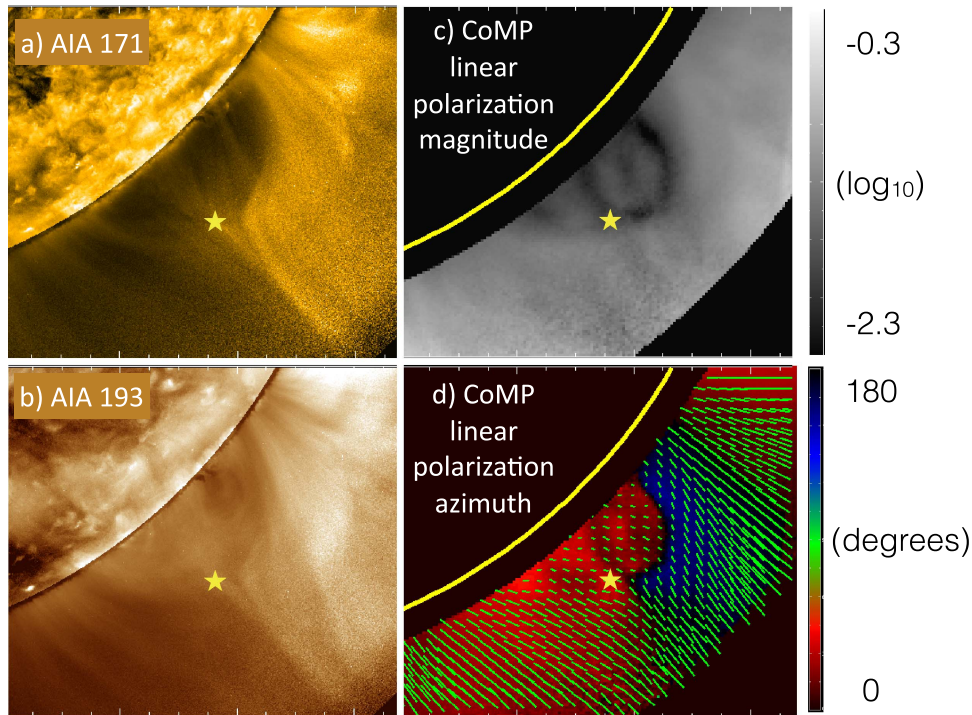 a) AIA 171
c) CoMP
linear
polarization
magnitude
-0.3
(log₁₀)
-2.3
b) AIA 193
d) CoMP
linear
polarization
azimuth
180
(degrees)
0